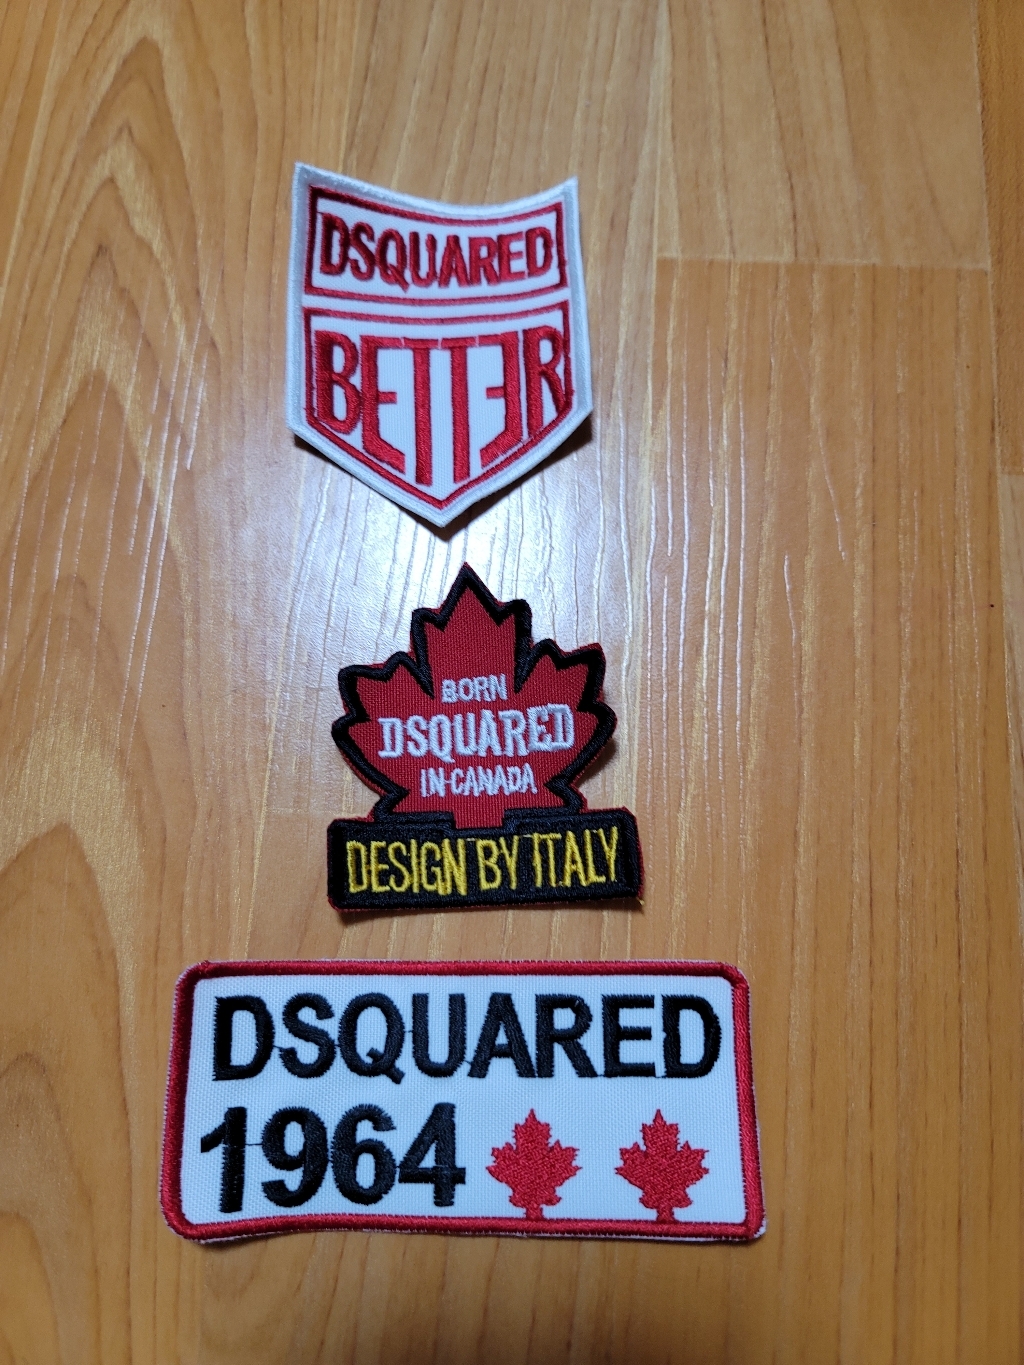 DSQUARED
BETTER
BORN
DSQUARED
IN CANADA
DESIGN BY ITALY
DSQUARED
1964